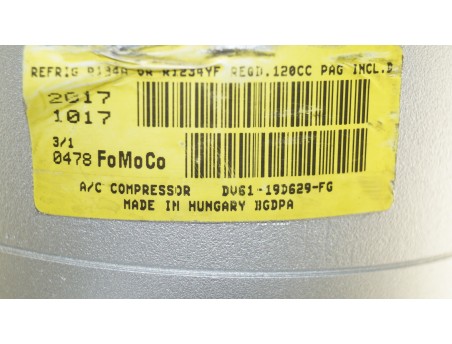 REFRIG R134A OR R1234YF REQD.120CC PAG INCL.D
2017
1017
3/1
0478 FoMoCo
A/C COMPRESSOR DV61-19D629-FG
MADE IN HUNGARY HGDPA